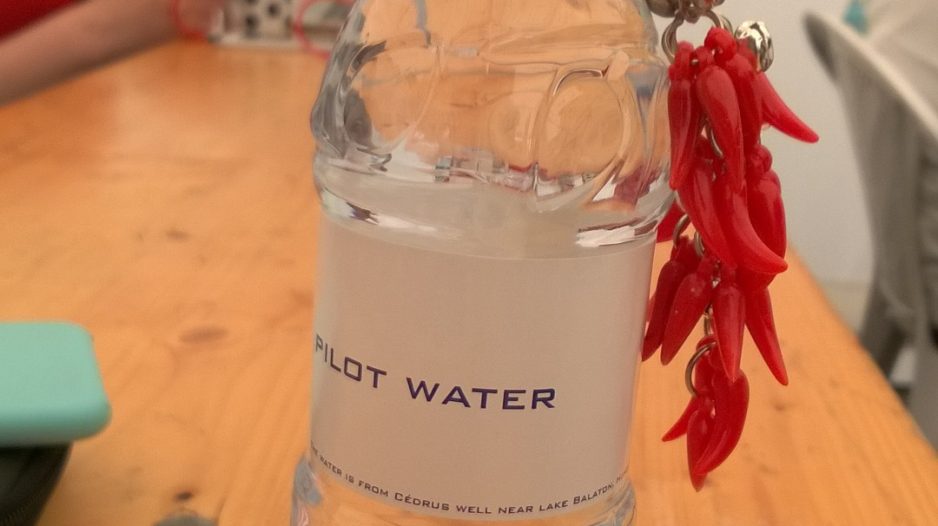 PILOT WATER
WATER IS FROM CÉDRUS WELL NEAR LAKE BALATON,